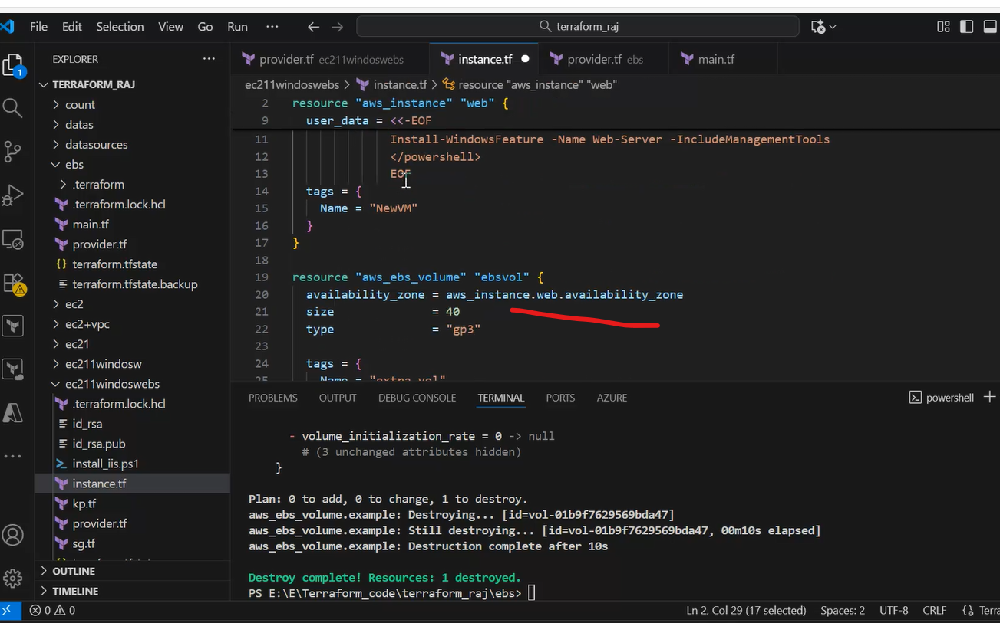 File Edit Selection View Go Run ··· terraform_raj
EXPLORER ···
provider.tf ec211windoswebs instance.tf provider.tf ebs main.tf
TERRAFORM_RAJ
count
datas
datasources
ebs
.terraform
.terraform.lock.hcl
main.tf
provider.tf
{} terraform.tfstate
terraform.tfstate.backup
ec2
ec2+vpc
ec21
ec211windosw
ec211windoswebs
.terraform.lock.hcl
id_rsa
id_rsa.pub
install_iis.ps1
instance.tf
kp.tf
provider.tf
sg.tf
OUTLINE
TIMELINE
1
ec211windoswebs > instance.tf > resource "aws_instance" "web"
2 resource "aws_instance" "web" {
9 user_data = <<-EOF
11 Install-WindowsFeature -Name Web-Server -IncludeManagementTools
12 </powershell>
13 EOF
14 tags = {
15 Name = "NewVM"
16 }
17 }
18
19 resource "aws_ebs_volume" "ebsvol" {
20 availability_zone = aws_instance.web.availability_zone
21 size = 40
22 type = "gp3"
23
24 tags = {
25 Name = "extra vol"
PROBLEMS OUTPUT DEBUG CONSOLE TERMINAL PORTS AZURE powershell
- volume_initialization_rate = 0 -> null
# (3 unchanged attributes hidden)
}
Plan: 0 to add, 0 to change, 1 to destroy.
aws_ebs_volume.example: Destroying... [id=vol-01b9f7629569bda47]
aws_ebs_volume.example: Still destroying... [id=vol-01b9f7629569bda47, 00m10s elapsed]
aws_ebs_volume.example: Destruction complete after 10s
Destroy complete! Resources: 1 destroyed.
PS E:\E\Terraform_code\terraform_raj\ebs>
0 0 Ln 2, Col 29 (17 selected) Spaces: 2 UTF-8 CRLF {} Terra